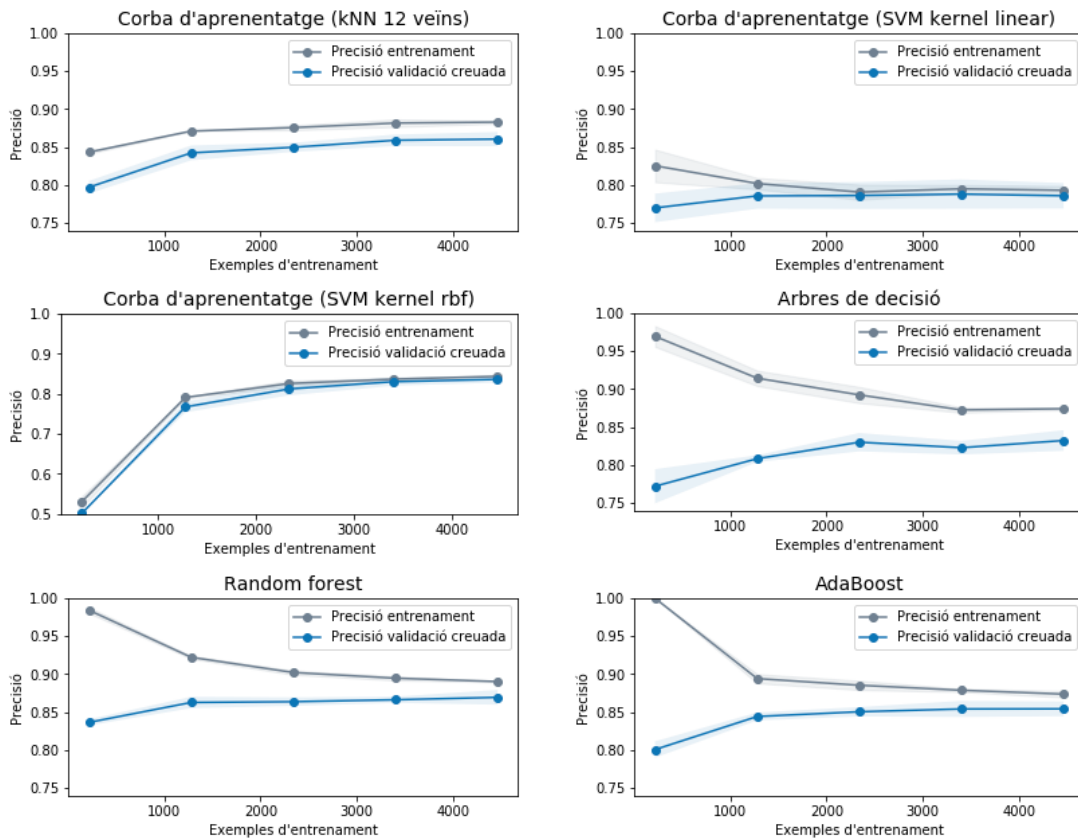 Corba d'aprenentatge (kNN 12 veïns)
1.00
0.95
0.90
0.85
0.80
0.75
Precisió
Precisió entrenament
Precisió validació creuada
1000 2000 3000 4000
Exemples d'entrenament
Corba d'aprenentatge (SVM kernel linear)
1.00
0.95
0.90
0.85
0.80
0.75
Precisió
Precisió entrenament
Precisió validació creuada
1000 2000 3000 4000
Exemples d'entrenament
Corba d'aprenentatge (SVM kernel rbf)
1.0
0.9
0.8
0.7
0.6
0.5
Precisió
Precisió entrenament
Precisió validació creuada
1000 2000 3000 4000
Exemples d'entrenament
Arbres de decisió
1.00
0.95
0.90
0.85
0.80
0.75
Precisió
Precisió entrenament
Precisió validació creuada
1000 2000 3000 4000
Exemples d'entrenament
Random forest
1.00
0.95
0.90
0.85
0.80
0.75
Precisió
Precisió entrenament
Precisió validació creuada
1000 2000 3000 4000
Exemples d'entrenament
AdaBoost
1.00
0.95
0.90
0.85
0.80
0.75
Precisió
Precisió entrenament
Precisió validació creuada
1000 2000 3000 4000
Exemples d'entrenament